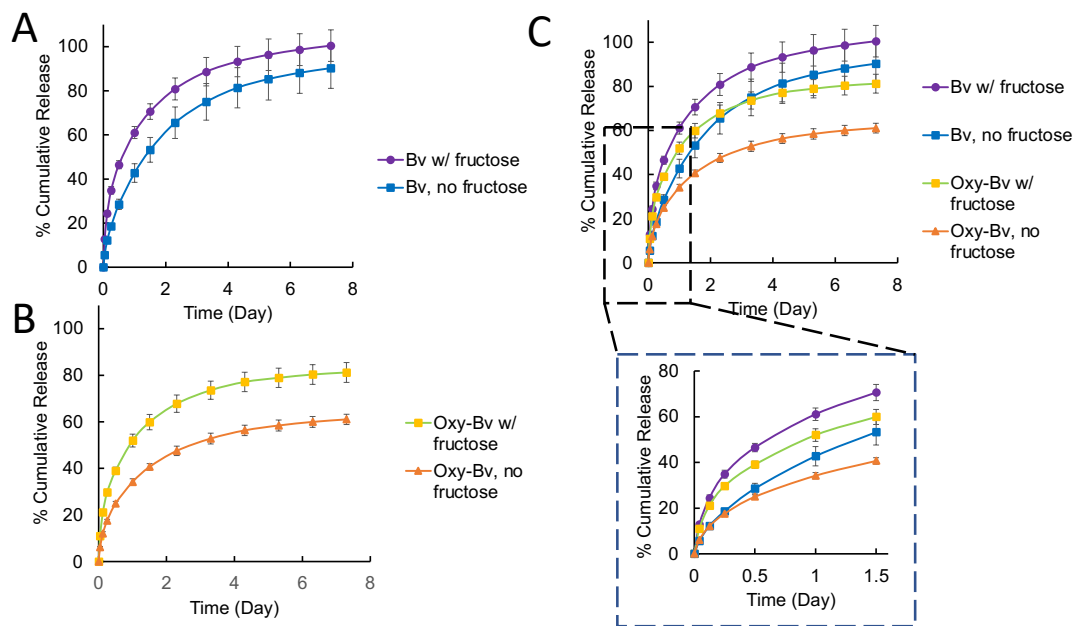 A
% Cumulative Release
100
80
60
40
20
0
0 2 4 6 8
Time (Day)
Bv w/ fructose
Bv, no fructose
B
% Cumulative Release
100
80
60
40
20
0
0 2 4 6 8
Time (Day)
Oxy-Bv w/
fructose
Oxy-Bv, no
fructose
C
% Cumulative Release
100
80
60
40
20
0
0 2 4 6 8
Time (Day)
Bv w/ fructose
Bv, no fructose
Oxy-Bv w/
fructose
Oxy-Bv, no
fructose
% Cumulative Release
80
60
40
20
0
0 0.5 1 1.5
Time (Day)